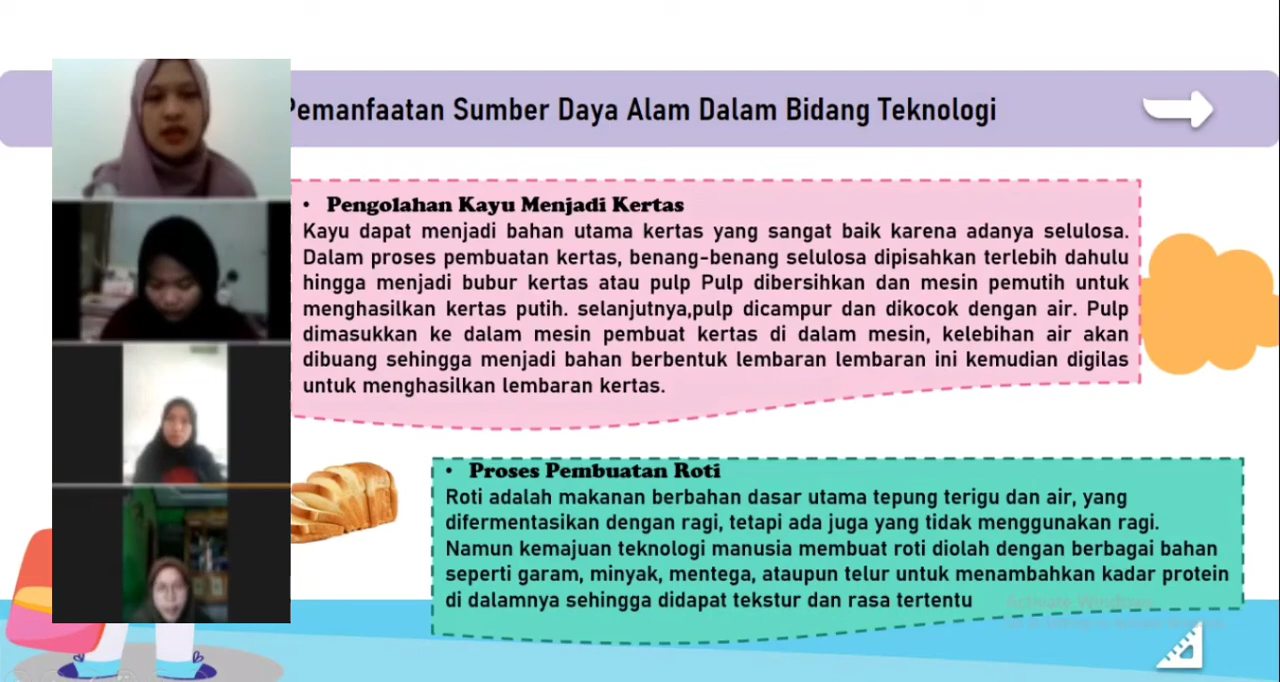 Pemanfaatan Sumber Daya Alam Dalam Bidang Teknologi
• Pengolahan Kayu Menjadi Kertas
Kayu dapat menjadi bahan utama kertas yang sangat baik karena adanya selulosa.
Dalam proses pembuatan kertas, benang-benang selulosa dipisahkan terlebih dahulu
hingga menjadi bubur kertas atau pulp Pulp dibersihkan dan mesin pemutih untuk
menghasilkan kertas putih. selanjutnya,pulp dicampur dan dikocok dengan air. Pulp
dimasukkan ke dalam mesin pembuat kertas di dalam mesin, kelebihan air akan
dibuang sehingga menjadi bahan berbentuk lembaran lembaran ini kemudian digilas
untuk menghasilkan lembaran kertas.
• Proses Pembuatan Roti
Roti adalah makanan berbahan dasar utama tepung terigu dan air, yang
difermentasikan dengan ragi, tetapi ada juga yang tidak menggunakan ragi.
Namun kemajuan teknologi manusia membuat roti diolah dengan berbagai bahan
seperti garam, minyak, mentega, ataupun telur untuk menambahkan kadar protein
di dalamnya sehingga didapat tekstur dan rasa tertentu
Activate Windows